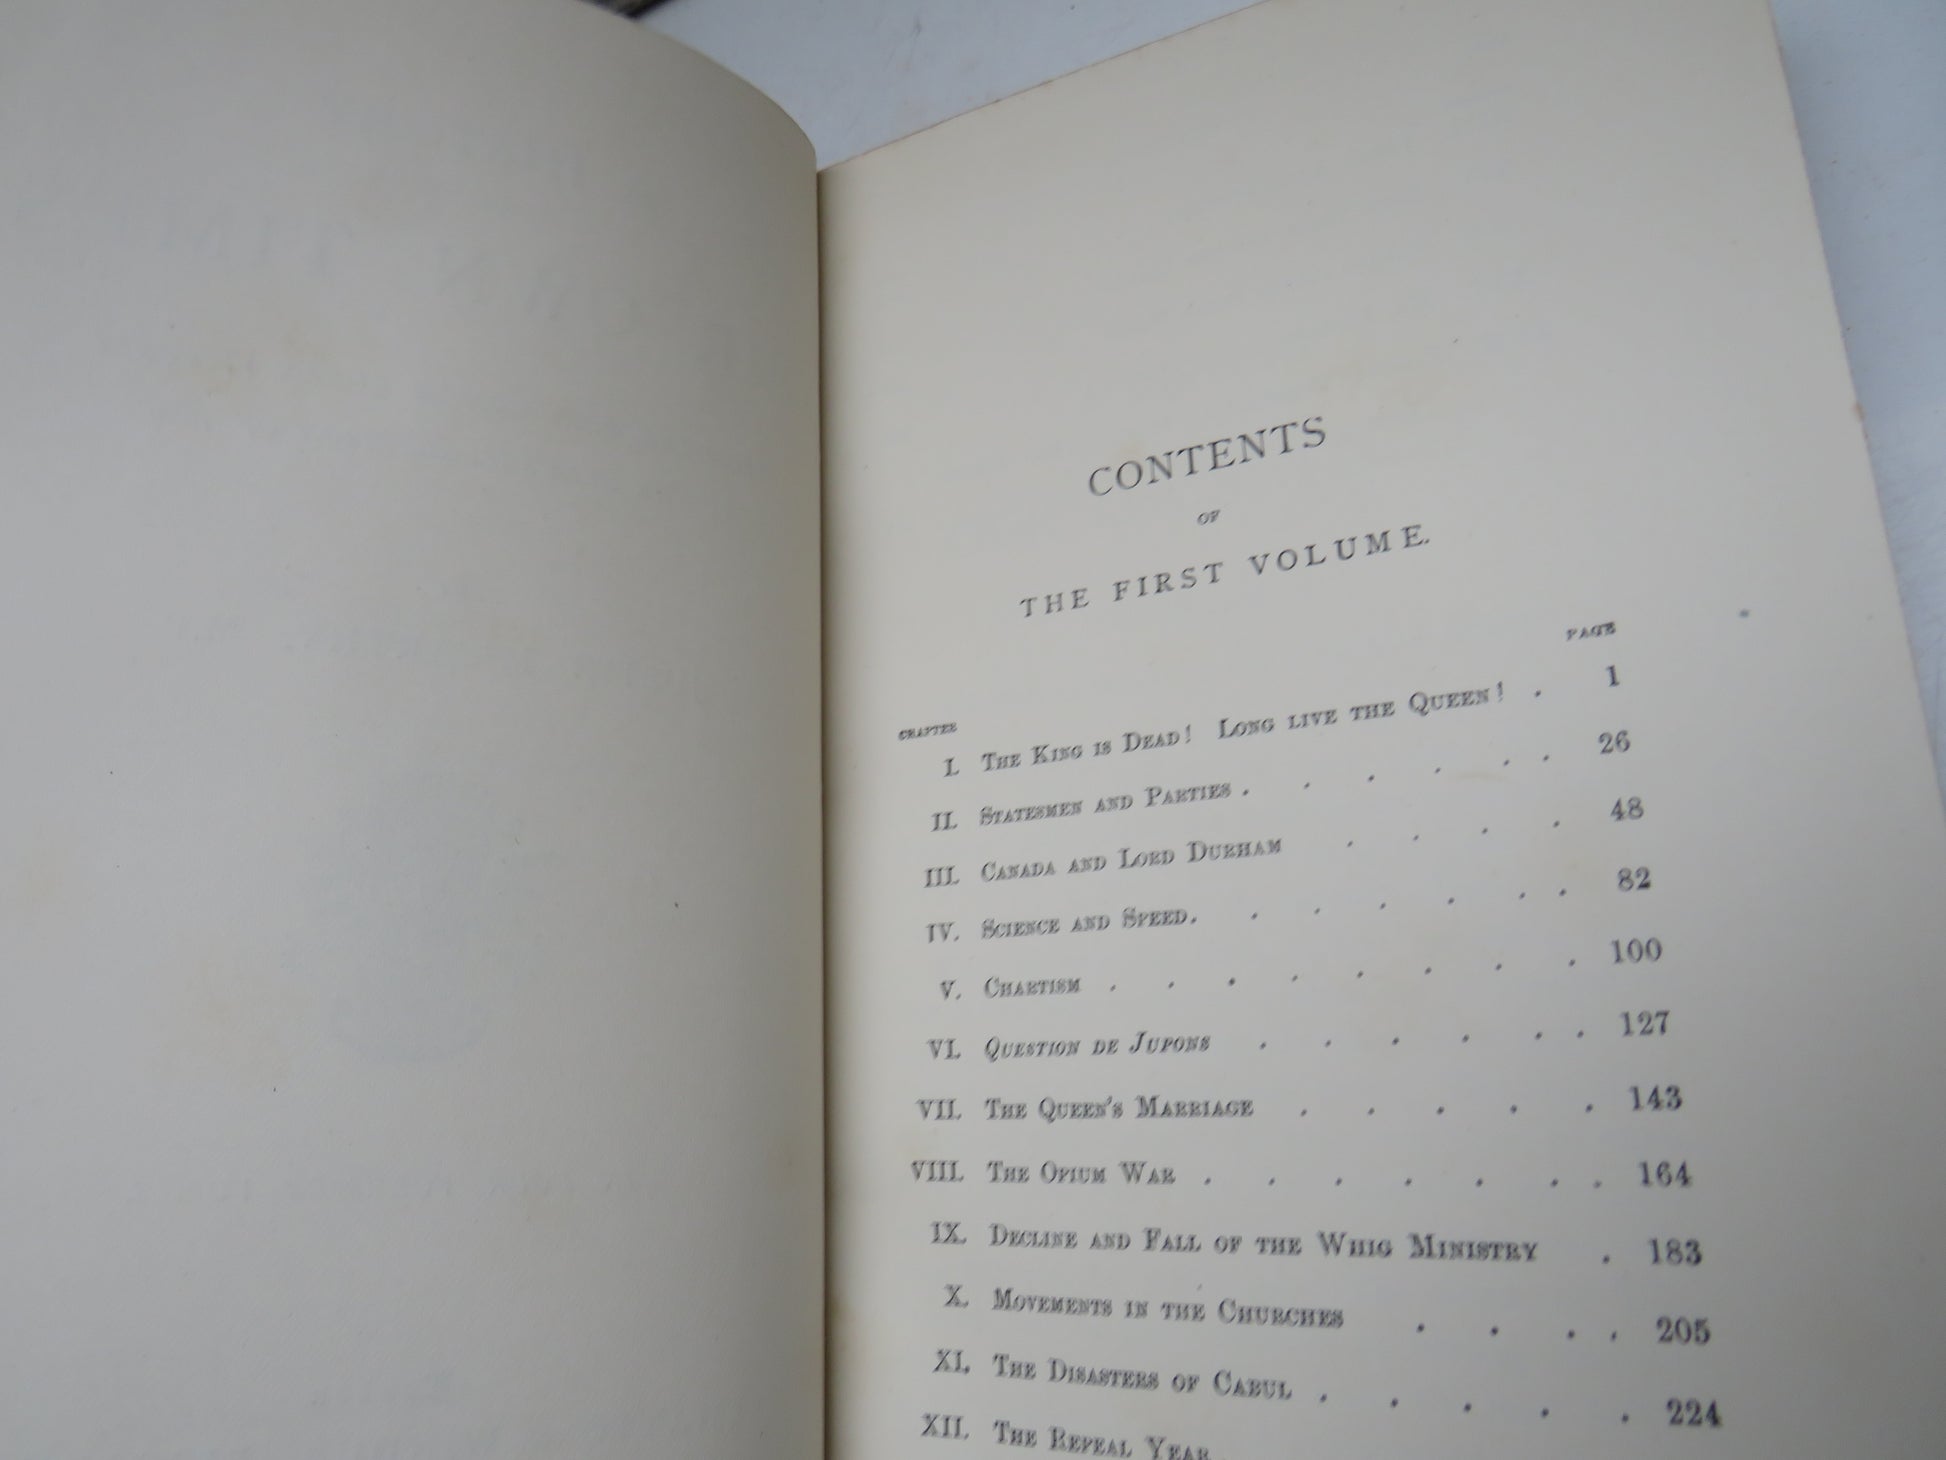 CONTENTS
OF
THE FIRST VOLUME.
CHAPTER PAGE
I. THE KING IS DEAD! LONG LIVE THE QUEEN! . 1
II. STATESMEN AND PARTIES . . . . . . 26
III. CANADA AND LORD DURHAM . . . . 48
IV. SCIENCE AND SPEED. . . . . . . 82
V. CHARTISM . . . . . . . . 100
VI. QUESTION DE JUPONS . . . . . . 127
VII. THE QUEEN'S MARRIAGE . . . . . 143
VIII. THE OPIUM WAR . . . . . . . 164
IX. DECLINE AND FALL OF THE WHIG MINISTRY . 183
X. MOVEMENTS IN THE CHURCHES . . . . 205
XI. THE DISASTERS OF CABUL . . . . . 224
XII. THE REPEAL YEAR .